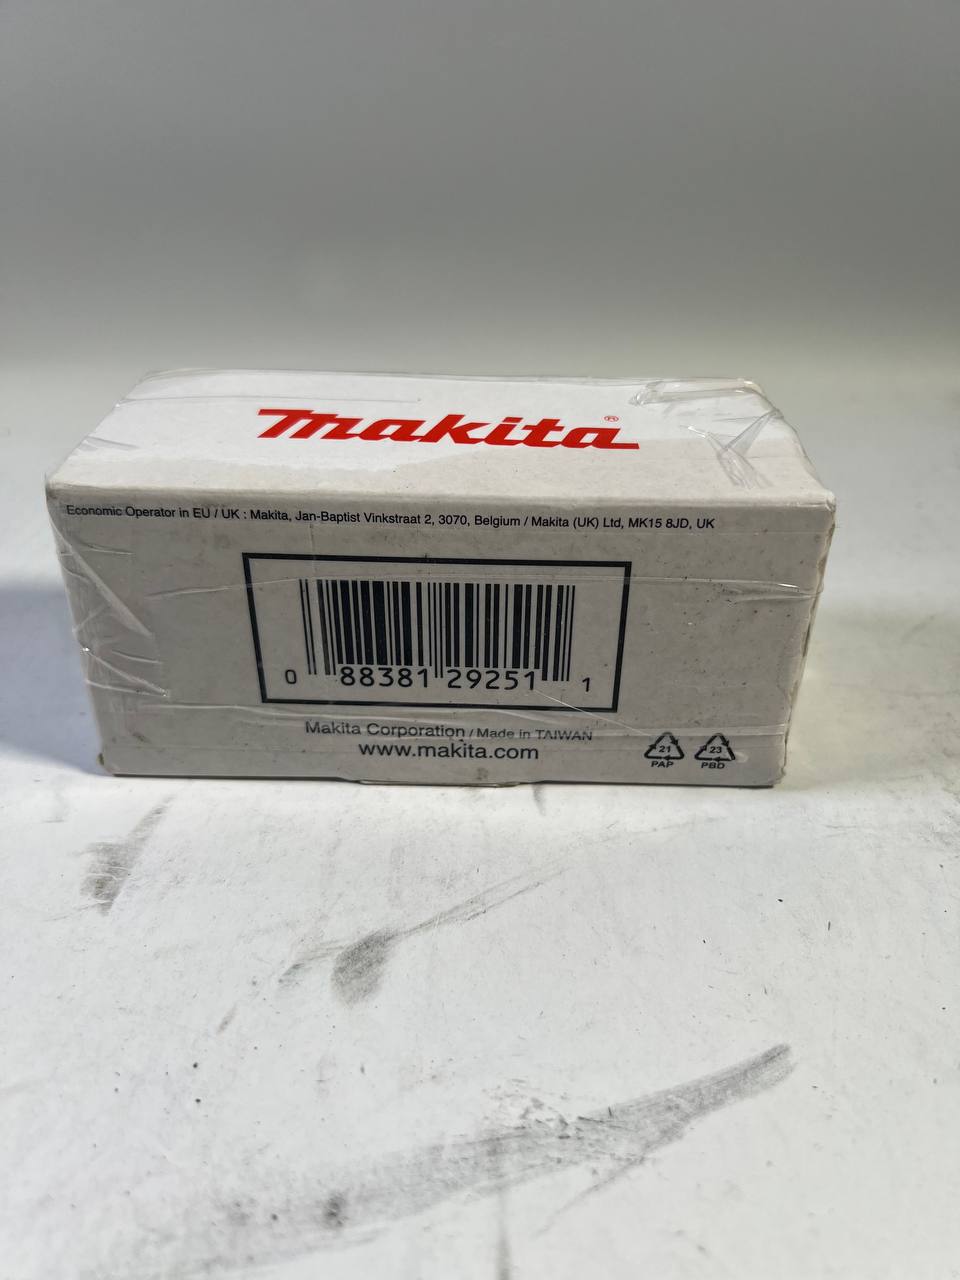 makita®
Economic Operator in EU / UK : Makita, Jan-Baptist Vinkstraat 2, 3070, Belgium / Makita (UK) Ltd, MK15 8JD, UK
0 88381 29251 1
Makita Corporation / Made in TAIWAN
www.makita.com
21 23
PAP PBD